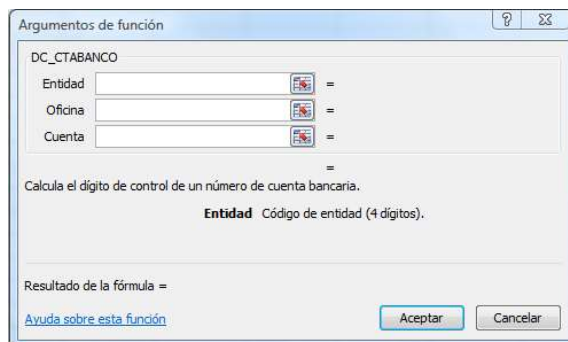 Argumentos de función
DC_CTABANCO
Entidad =
Oficina =
Cuenta =
=
Calcula el dígito de control de un número de cuenta bancaria.
Entidad Código de entidad (4 dígitos).
Resultado de la fórmula =
Ayuda sobre esta función Aceptar Cancelar